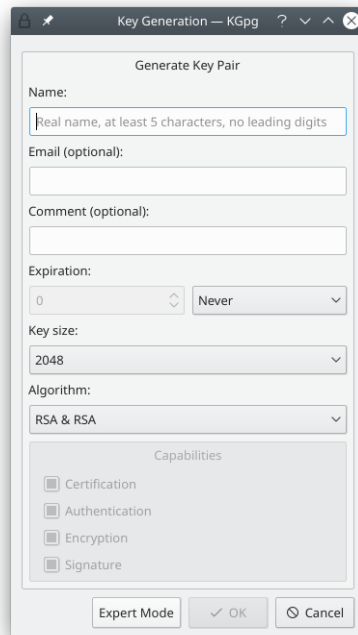 Key Generation — KGpg
Generate Key Pair
Name:
Real name, at least 5 characters, no leading digits
Email (optional):
Comment (optional):
Expiration:
0 Never
Key size:
2048
Algorithm:
RSA & RSA
Capabilities
Certification
Authentication
Encryption
Signature
Expert Mode OK Cancel